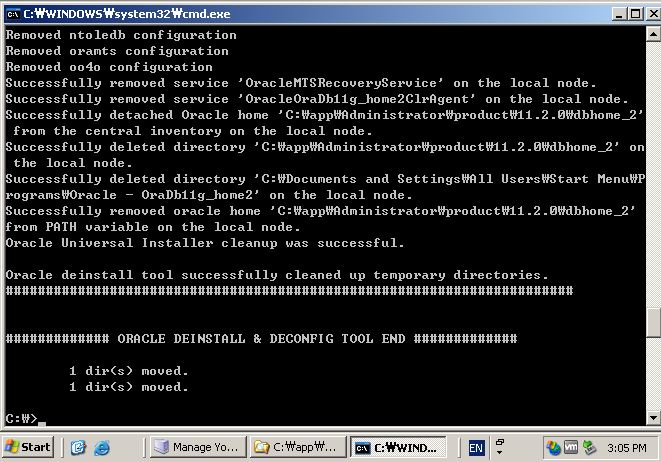 C:₩WINDOWS₩system32₩cmd.exe
Removed ntoledb configuration
Removed oramts configuration
Removed oo4o configuration
Successfully removed service 'OracleMTSRecoveryService' on the local node.
Successfully removed service 'OracleOraDb11g_home2ClrAgent' on the local node.
Successfully detached Oracle home 'C:₩app₩Administrator₩product₩11.2.0₩dbhome_2'
 from the central inventory on the local node.
Successfully deleted directory 'C:₩app₩Administrator₩product₩11.2.0₩dbhome_2' on
 the local node.
Successfully deleted directory 'C:₩Documents and Settings₩All Users₩Start Menu₩P
rograms₩Oracle - OraDb11g_home2' on the local node.
Successfully removed oracle home 'C:₩app₩Administrator₩product₩11.2.0₩dbhome_2'
from PATH variable on the local node.
Oracle Universal Installer cleanup was successful.
Oracle deinstall tool successfully cleaned up temporary directories.
#######################################################################
############# ORACLE DEINSTALL & DECONFIG TOOL END #############
1 dir(s) moved.
1 dir(s) moved.
C:₩>_
Start
Manage Yo...
C:₩app₩...
C:₩WIND...
EN
3:05 PM